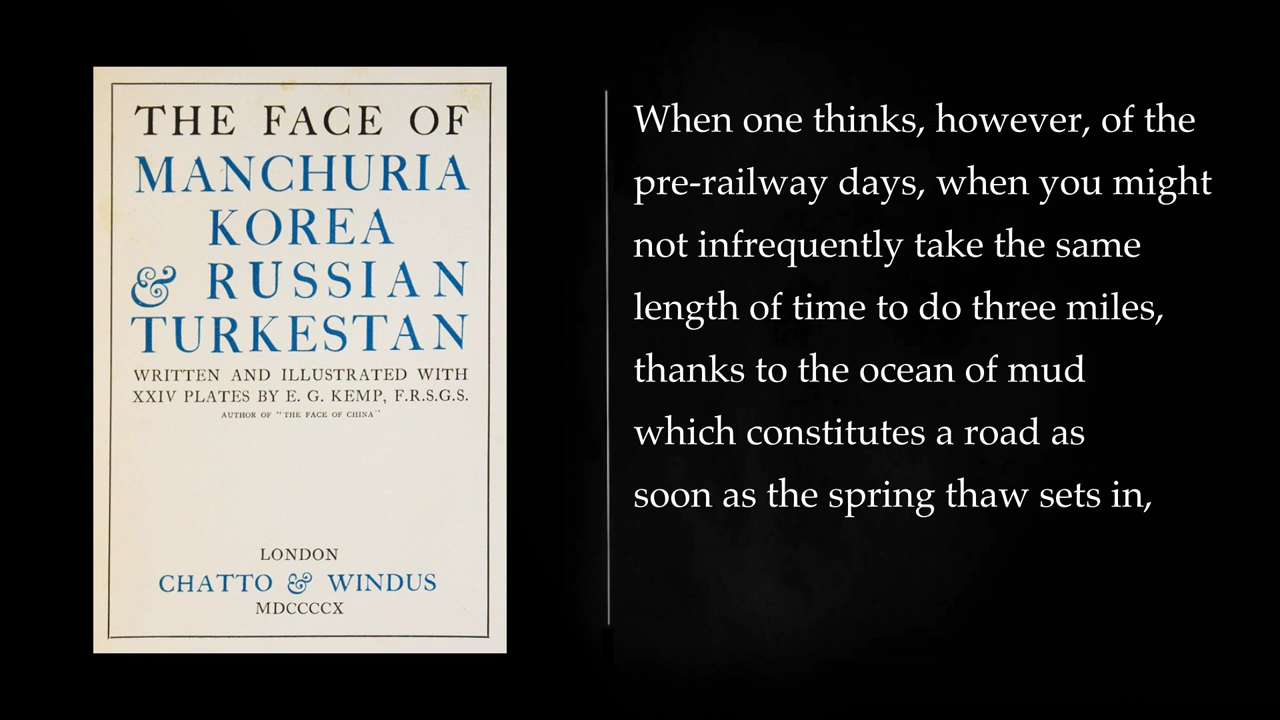 THE FACE OF
MANCHURIA
KOREA
& RUSSIAN
TURKESTAN
WRITTEN AND ILLUSTRATED WITH
XXIV PLATES BY E. G. KEMP, F.R.S.G.S.
AUTHOR OF "THE FACE OF CHINA"
LONDON
CHATTO & WINDUS
MDCCCCX
When one thinks, however, of the
pre-railway days, when you might
not infrequently take the same
length of time to do three miles,
thanks to the ocean of mud
which constitutes a road as
soon as the spring thaw sets in,